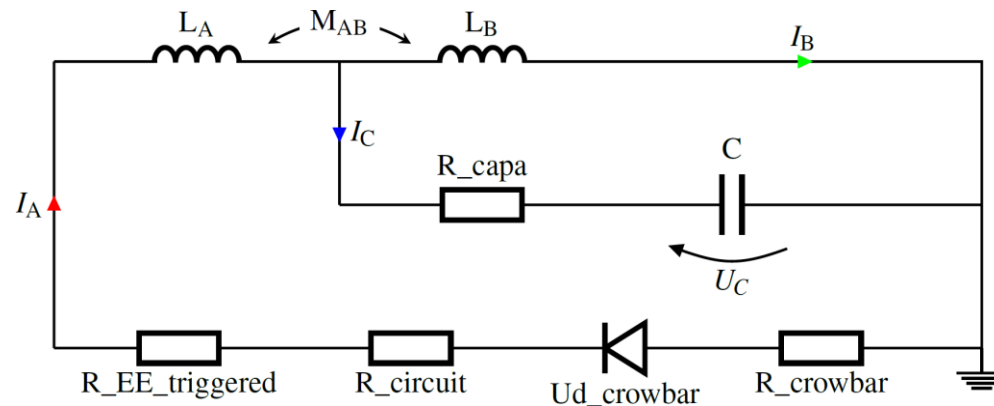 L_A M_AB L_B
I_B
I_C
R_capa C
I_A
U_C
R_EE_triggered R_circuit Ud_crowbar R_crowbar